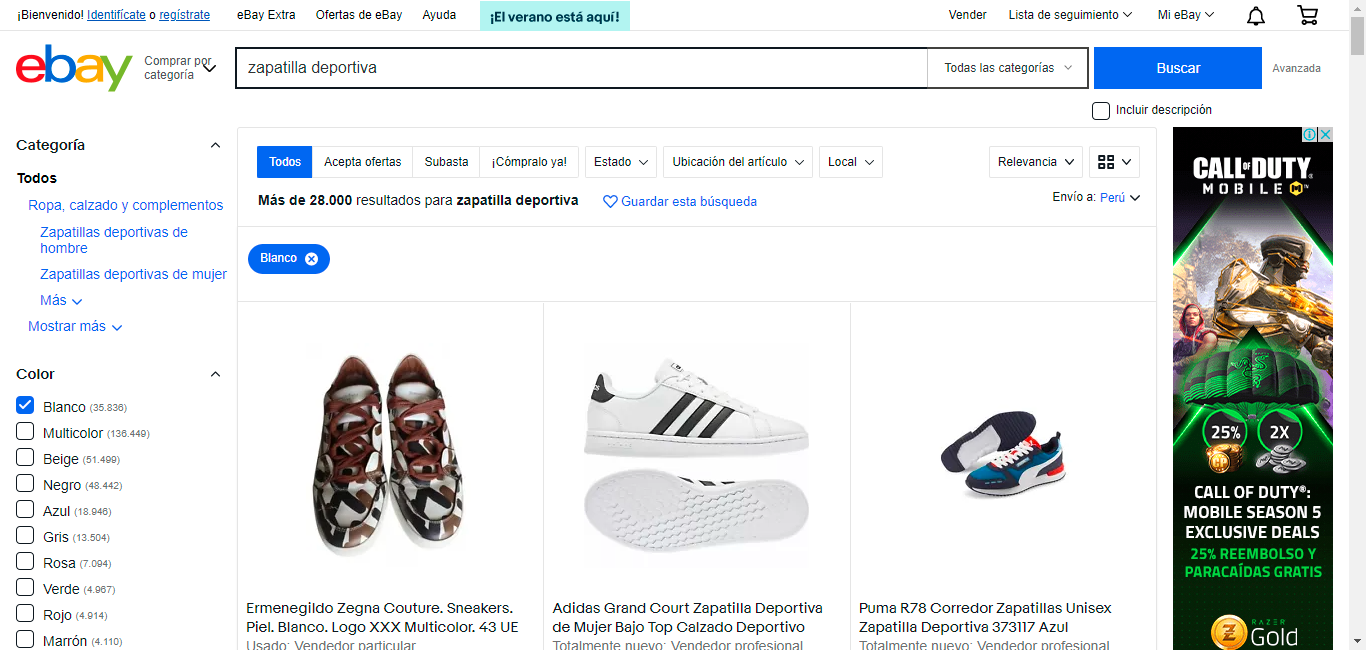 ¡Bienvenido! Identifícate o regístrate
eBay Extra
Ofertas de eBay
Ayuda
¡El verano está aquí!
Vender
Lista de seguimiento
Mi eBay
ebay
Comprar por
categoría
zapatilla deportiva
Todas las categorías
Buscar
Avanzada
Incluir descripción
Categoría
Todos
Ropa, calzado y complementos
Zapatillas deportivas de
hombre
Zapatillas deportivas de mujer
Más
Mostrar más
Color
Blanco (35.836)
Multicolor (136.449)
Beige (51.499)
Negro (48.442)
Azul (18.946)
Gris (13.504)
Rosa (7.094)
Verde (4.967)
Rojo (4.914)
Marrón (4.110)
Todos
Acepta ofertas
Subasta
¡Cómpralo ya!
Estado
Ubicación del artículo
Local
Relevancia
Más de 28.000 resultados para zapatilla deportiva
Guardar esta búsqueda
Envío a: Perú
Blanco
Ermenegildo Zegna Couture. Sneakers.
Piel. Blanco. Logo XXX Multicolor. 43 UE
Usado: Vendedor particular
Adidas Grand Court Zapatilla Deportiva
de Mujer Bajo Top Calzado Deportivo
Totalmente nuevo: Vendedor profesional
Puma R78 Corredor Zapatillas Unisex
Zapatilla Deportiva 373117 Azul
Totalmente nuevo: Vendedor profesional
CALL OF DUTY
MOBILE
25%
2X
CALL OF DUTY®:
MOBILE SEASON 5
EXCLUSIVE DEALS
25% REEMBOLSO Y
PARACAÍDAS GRATIS
RAZER
Gold